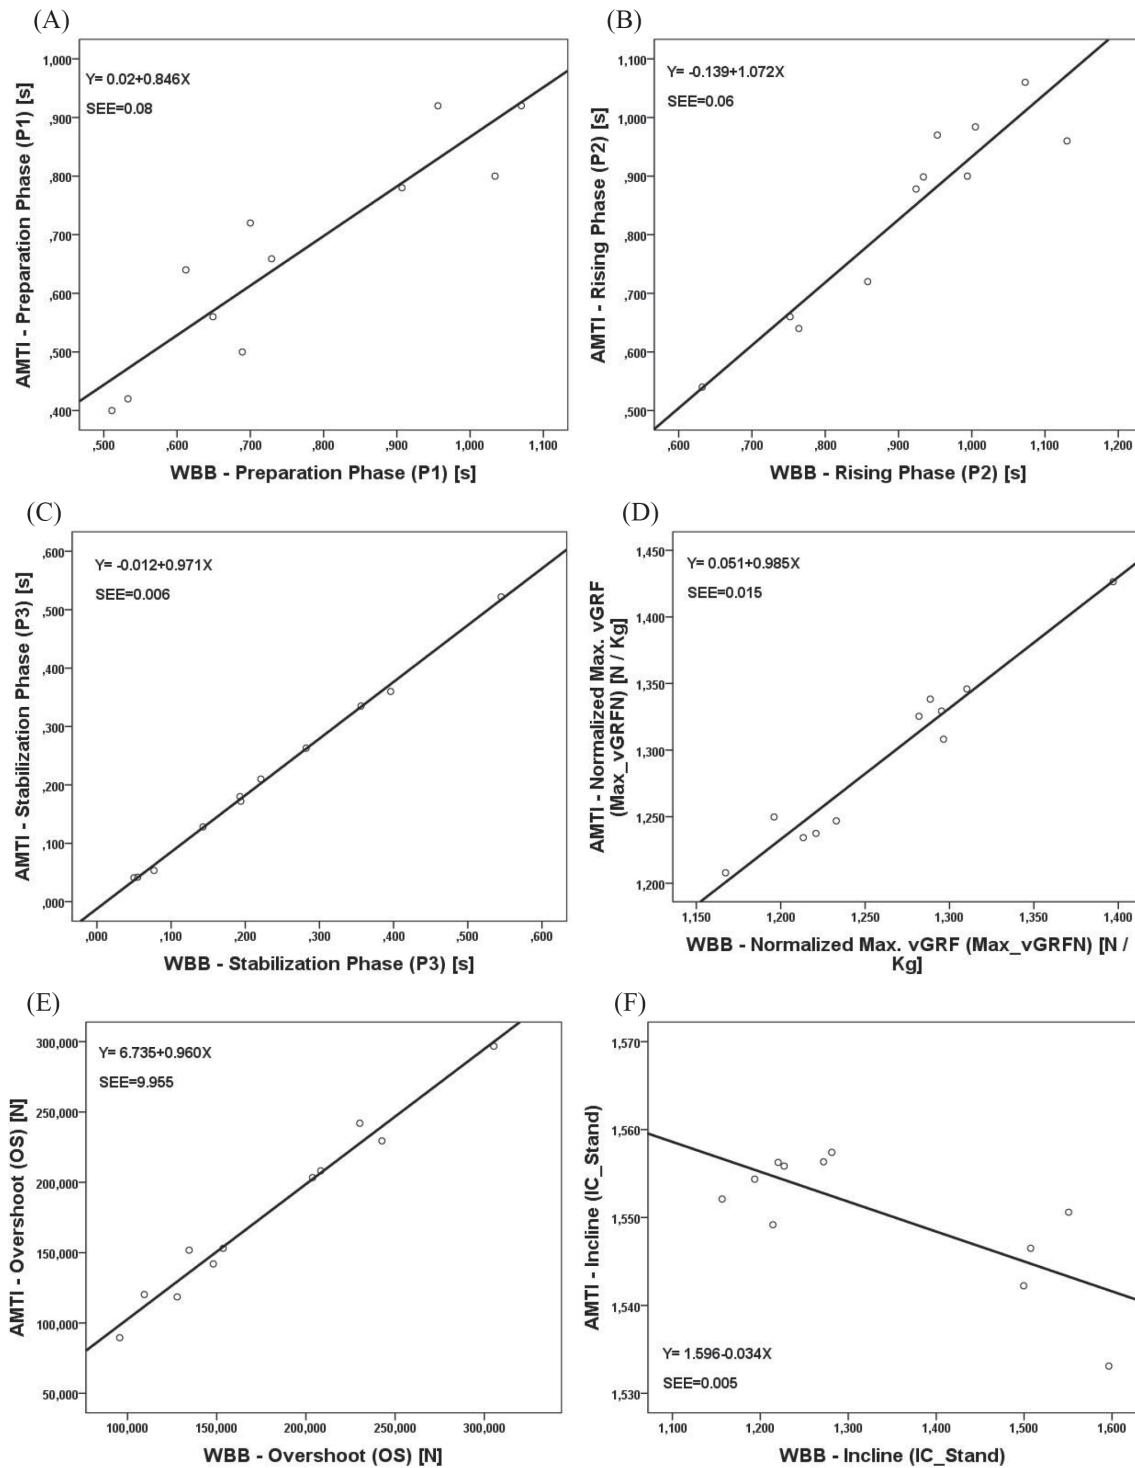 (A)
Y= 0.02+0.846X
SEE=0.08
AMTI - Preparation Phase (P1) [s]
1,000
,900
,800
,700
,600
,500
,400
,500 ,600 ,700 ,800 ,900 1,000 1,100
WBB - Preparation Phase (P1) [s]
(B)
Y= -0.139+1.072X
SEE=0.06
AMTI - Rising Phase (P2) [s]
1,100
1,000
,900
,800
,700
,600
,500
,600 ,700 ,800 ,900 1,000 1,100 1,200
WBB - Rising Phase (P2) [s]
(C)
Y= -0.012+0.971X
SEE=0.006
AMTI - Stabilization Phase (P3) [s]
,600
,500
,400
,300
,200
,100
,000
,000 ,100 ,200 ,300 ,400 ,500 ,600
WBB - Stabilization Phase (P3) [s]
(D)
Y= 0.051+0.985X
SEE=0.015
AMTI - Normalized Max. vGRF
(Max_vGRFN) [N / Kg]
1,450
1,400
1,350
1,300
1,250
1,200
1,150 1,200 1,250 1,300 1,350 1,400
WBB - Normalized Max. vGRF (Max_vGRFN) [N /
Kg]
(E)
Y= 6.735+0.960X
SEE=9.955
AMTI - Overshoot (OS) [N]
300,000
250,000
200,000
150,000
100,000
50,000
100,000 150,000 200,000 250,000 300,000
WBB - Overshoot (OS) [N]
(F)
AMTI - Incline (IC_Stand)
1,570
1,560
1,550
1,540
1,530
Y= 1.596-0.034X
SEE=0.005
1,100 1,200 1,300 1,400 1,500 1,600
WBB - Incline (IC_Stand)